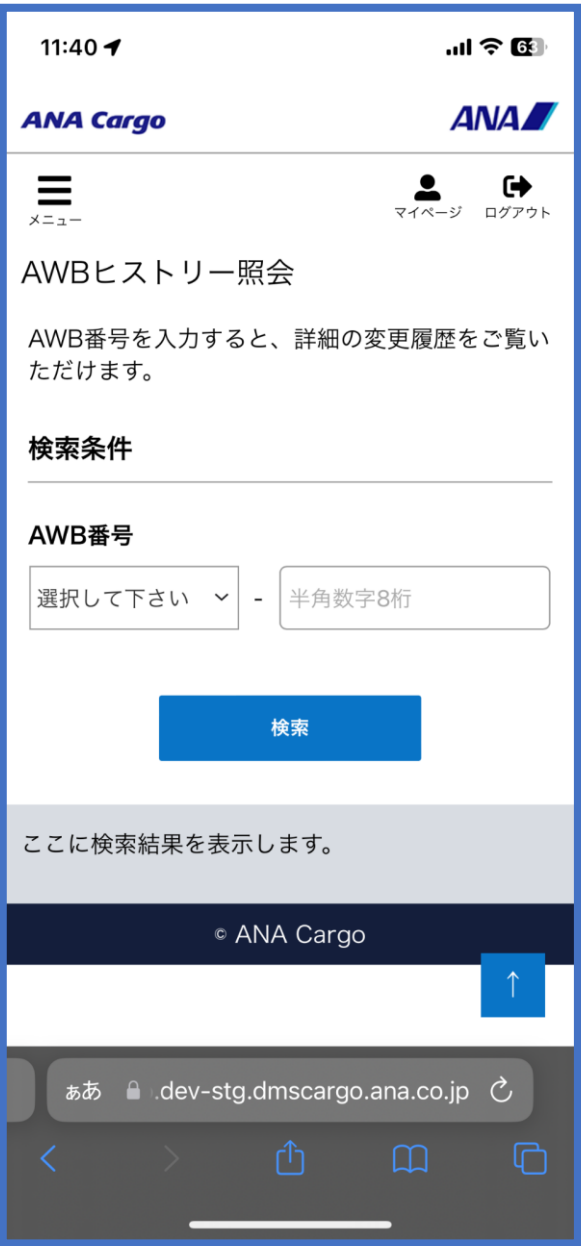 11:40
63
ANA Cargo
ANA
メニュー
マイページ
ログアウト
AWBヒストリー照会
AWB番号を入力すると、詳細の変更履歴をご覧い
ただけます。
検索条件
AWB番号
選択して下さい
-
半角数字8桁
検索
ここに検索結果を表示します。
© ANA Cargo
↑
ぁあ
.dev-stg.dmscargo.ana.co.jp